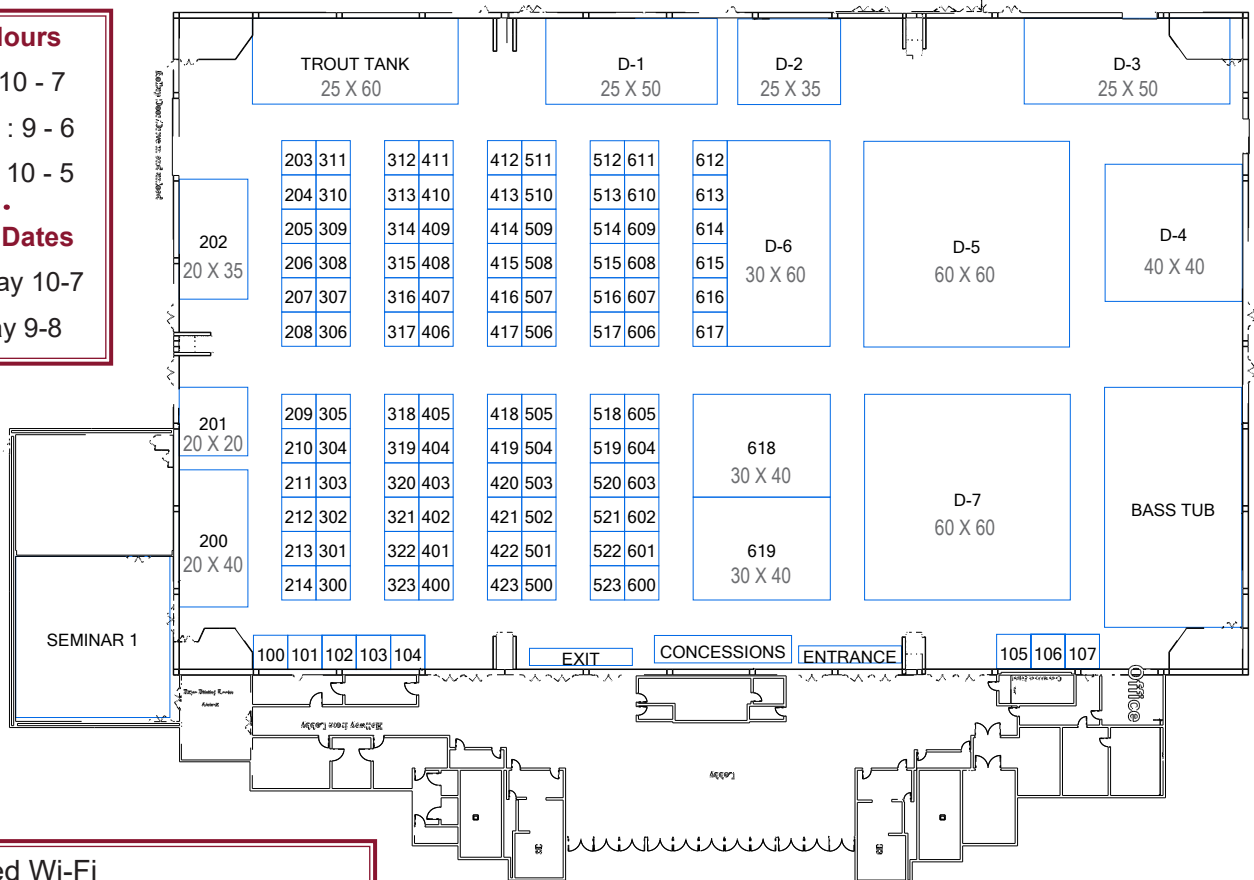 Hours
10 - 7
: 9 - 6
10 - 5
Dates
ay 10-7
ay 9-8
TROUT TANK
25 X 60
D-1
25 X 50
D-2
25 X 35
D-3
25 X 50
203 311 312 411 412 511 512 611 612
204 310 313 410 413 510 513 610 613
205 309 314 409 414 509 514 609 614
206 308 315 408 415 508 515 608 615
207 307 316 407 416 507 516 607 616
208 306 317 406 417 506 517 606 617
202
20 X 35
D-6
30 X 60
D-5
60 X 60
D-4
40 X 40
201
20 X 20
200
20 X 40
209 305 318 405 418 505 518 605
210 304 319 404 419 504 519 604
211 303 320 403 420 503 520 603
212 302 321 402 421 502 521 602
213 301 322 401 422 501 522 601
214 300 323 400 423 500 523 600
618
30 X 40
619
30 X 40
D-7
60 X 60
BASS TUB
SEMINAR 1
100 101 102 103 104
EXIT
CONCESSIONS
ENTRANCE
105 106 107
Office
Hallway from Lobby
Lobby
ed Wi-Fi